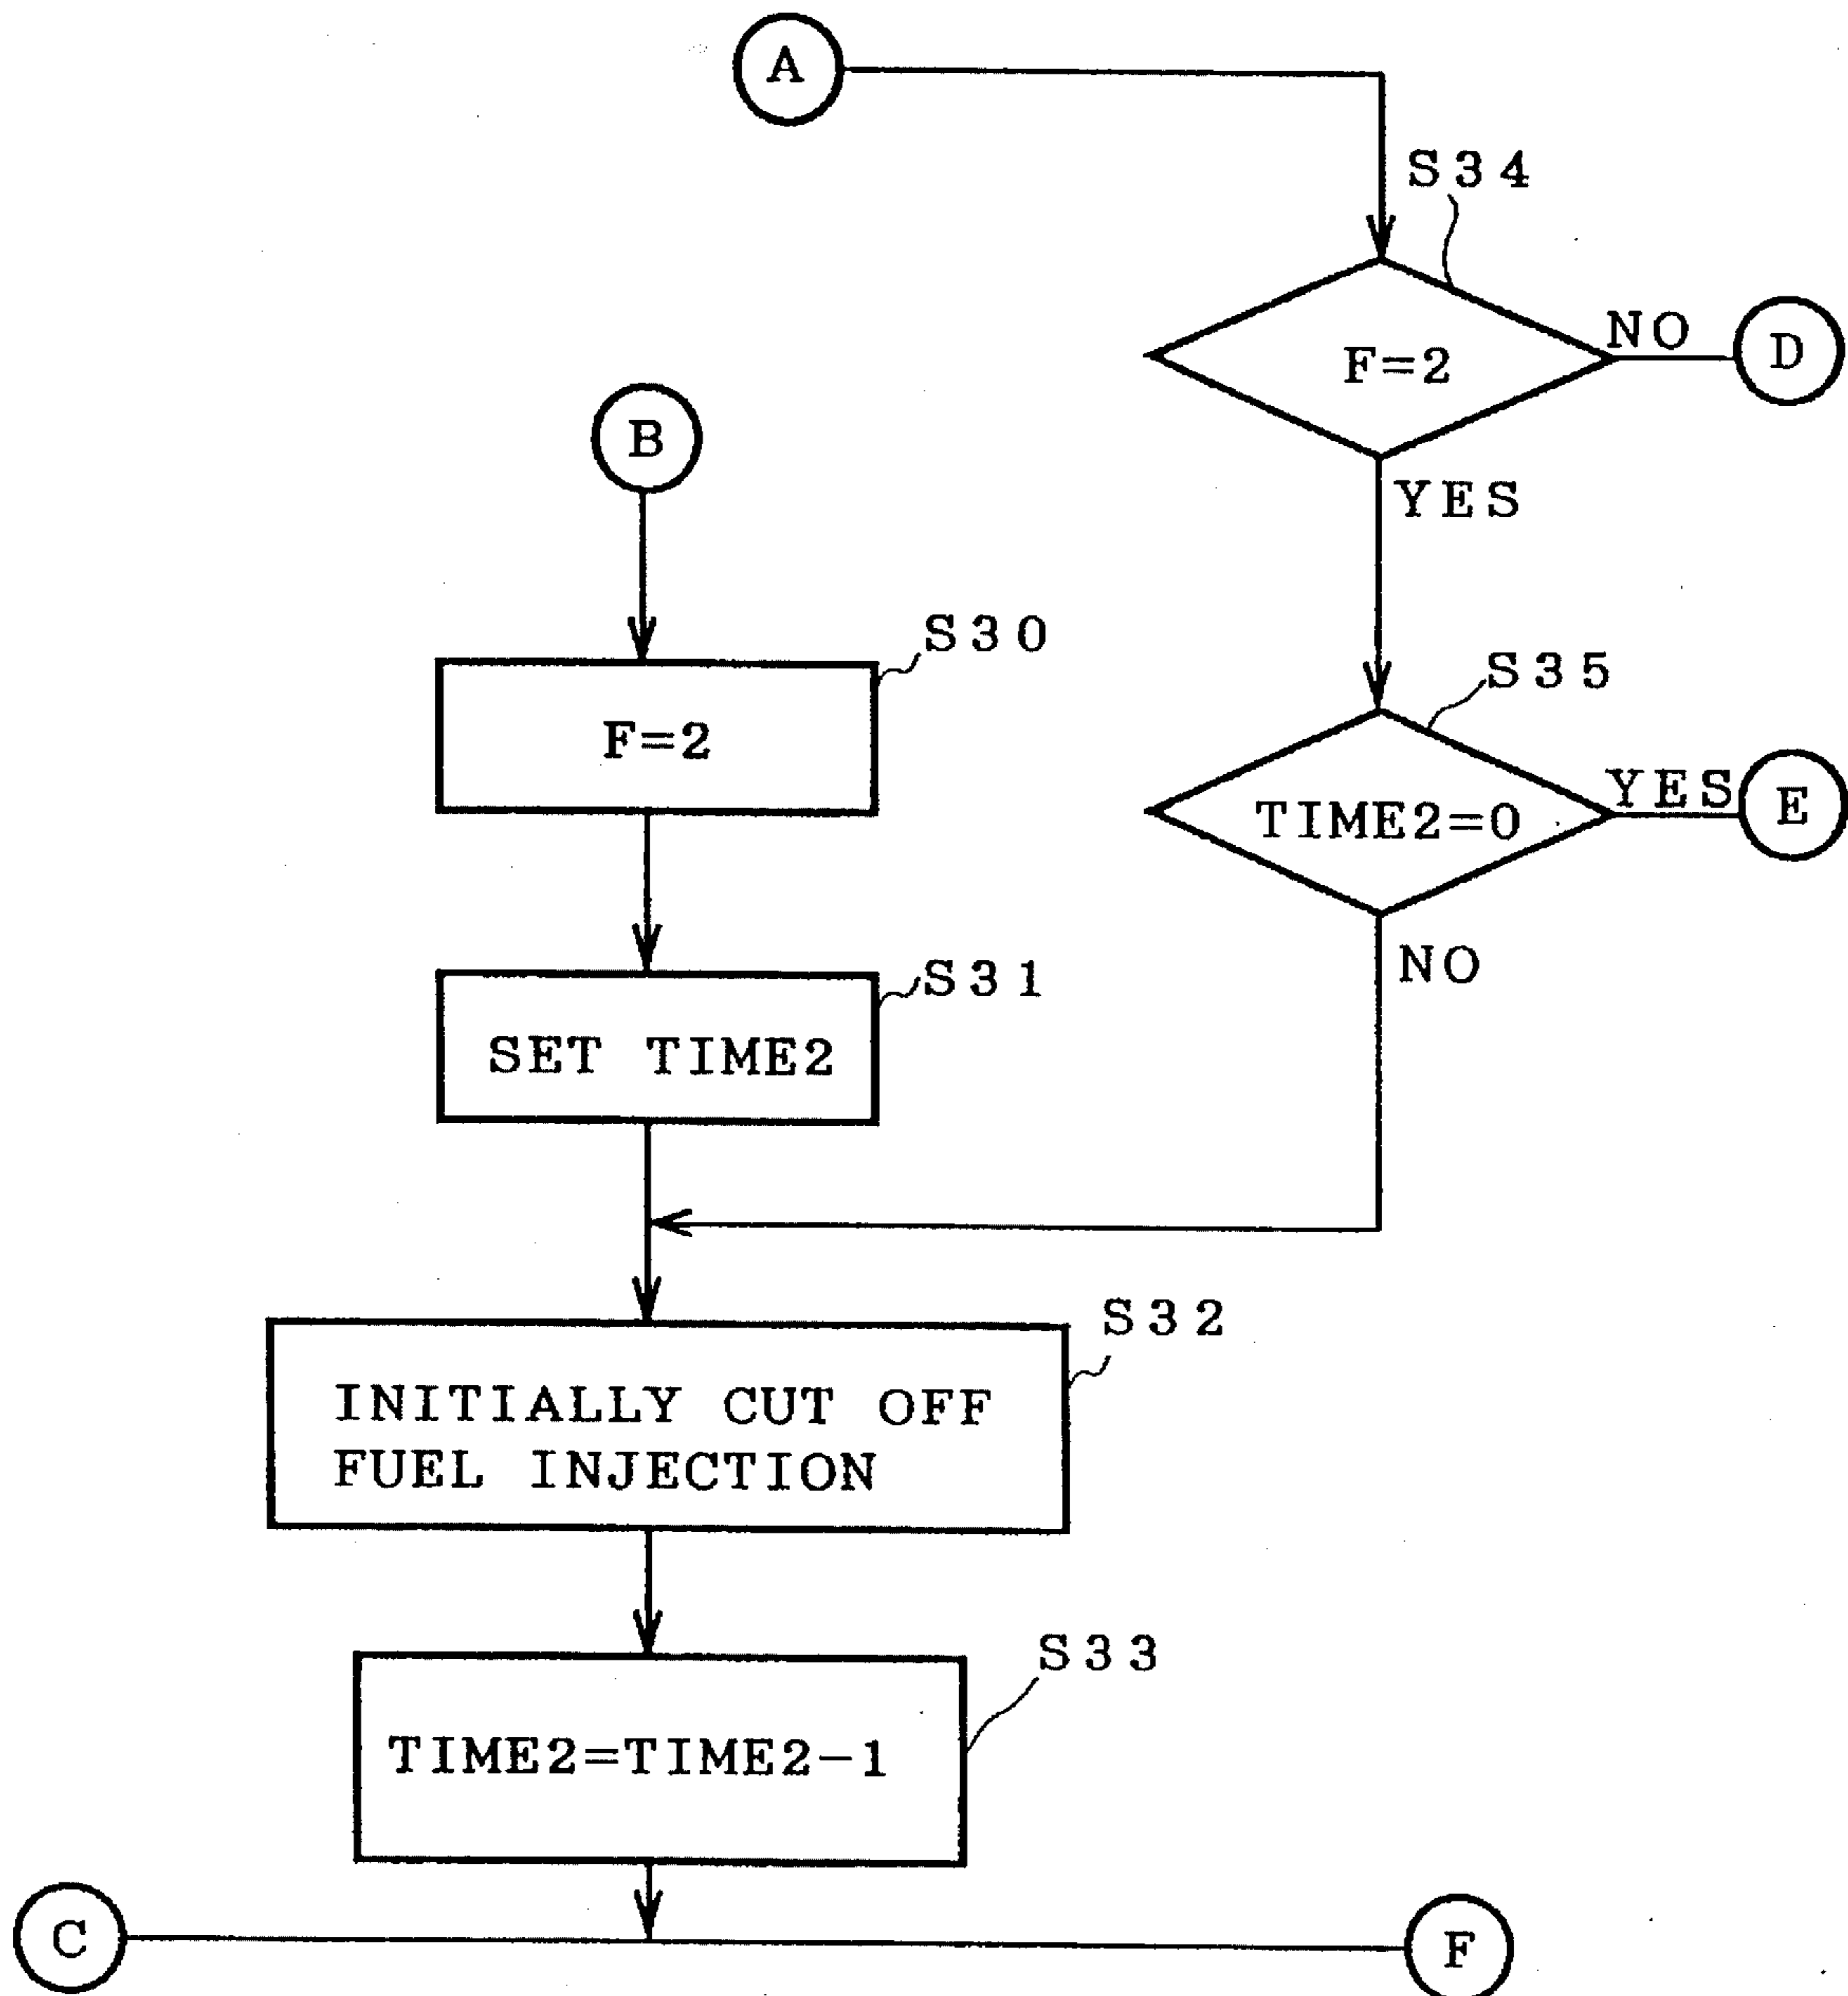 A
S34
F=2
NO
D
YES
B
S30
F=2
S35
TIME2=0
YES
E
NO
S31
SET TIME2
S32
INITIALLY CUT OFF
FUEL INJECTION
S33
TIME2=TIME2-1
C
F